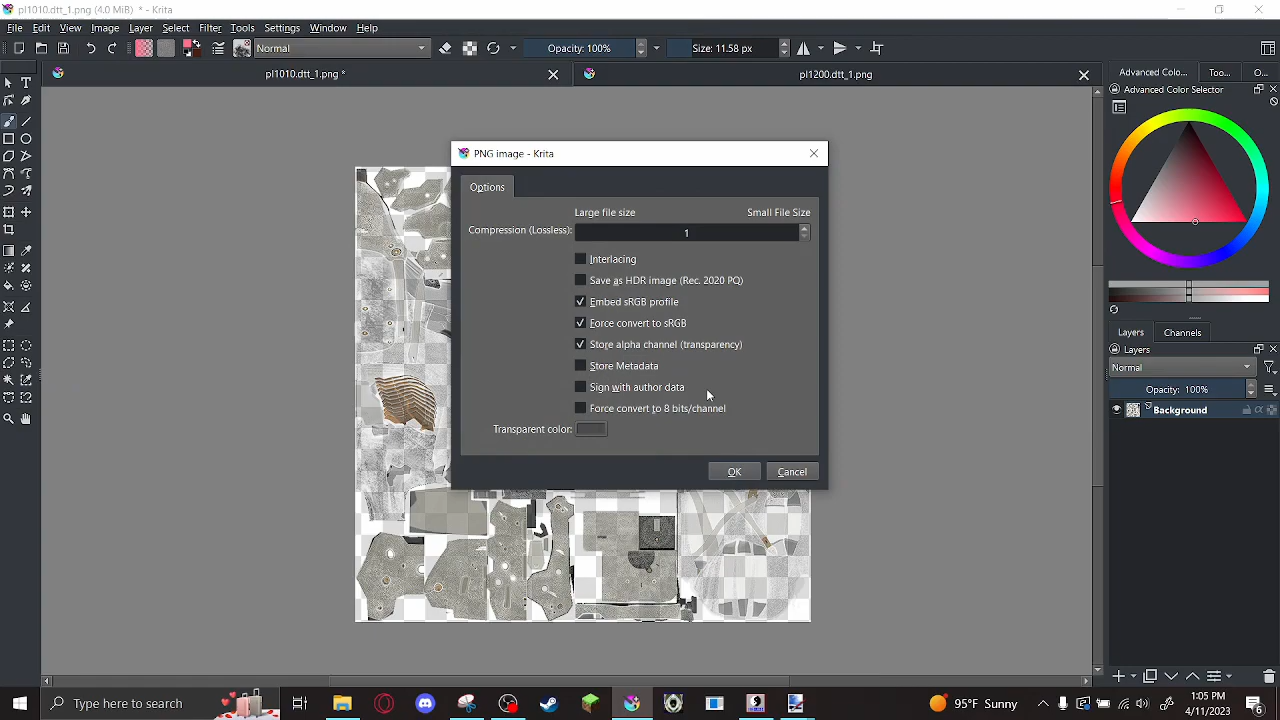 pl1010.dtt_1.png (4.0 MiB) * - Krita
File Edit View Image Layer Select Filter Tools Settings Window Help
Normal Opacity: 100% Size: 11.58 px
pl1010.dtt_1.png * pl1200.dtt_1.png
Advanced Colo... Too... O...
Advanced Color Selector
PNG image - Krita
Options
Large file size Small File Size
Compression (Lossless): 1
Interlacing
Save as HDR image (Rec. 2020 PQ)
Embed sRGB profile
Force convert to sRGB
Store alpha channel (transparency)
Store Metadata
Sign with author data
Force convert to 8 bits/channel
Transparent color:
OK Cancel
Layers Channels
Layers
Normal
Opacity: 100%
Background
Type here to search
95°F Sunny
1:05 PM
4/11/2023
6